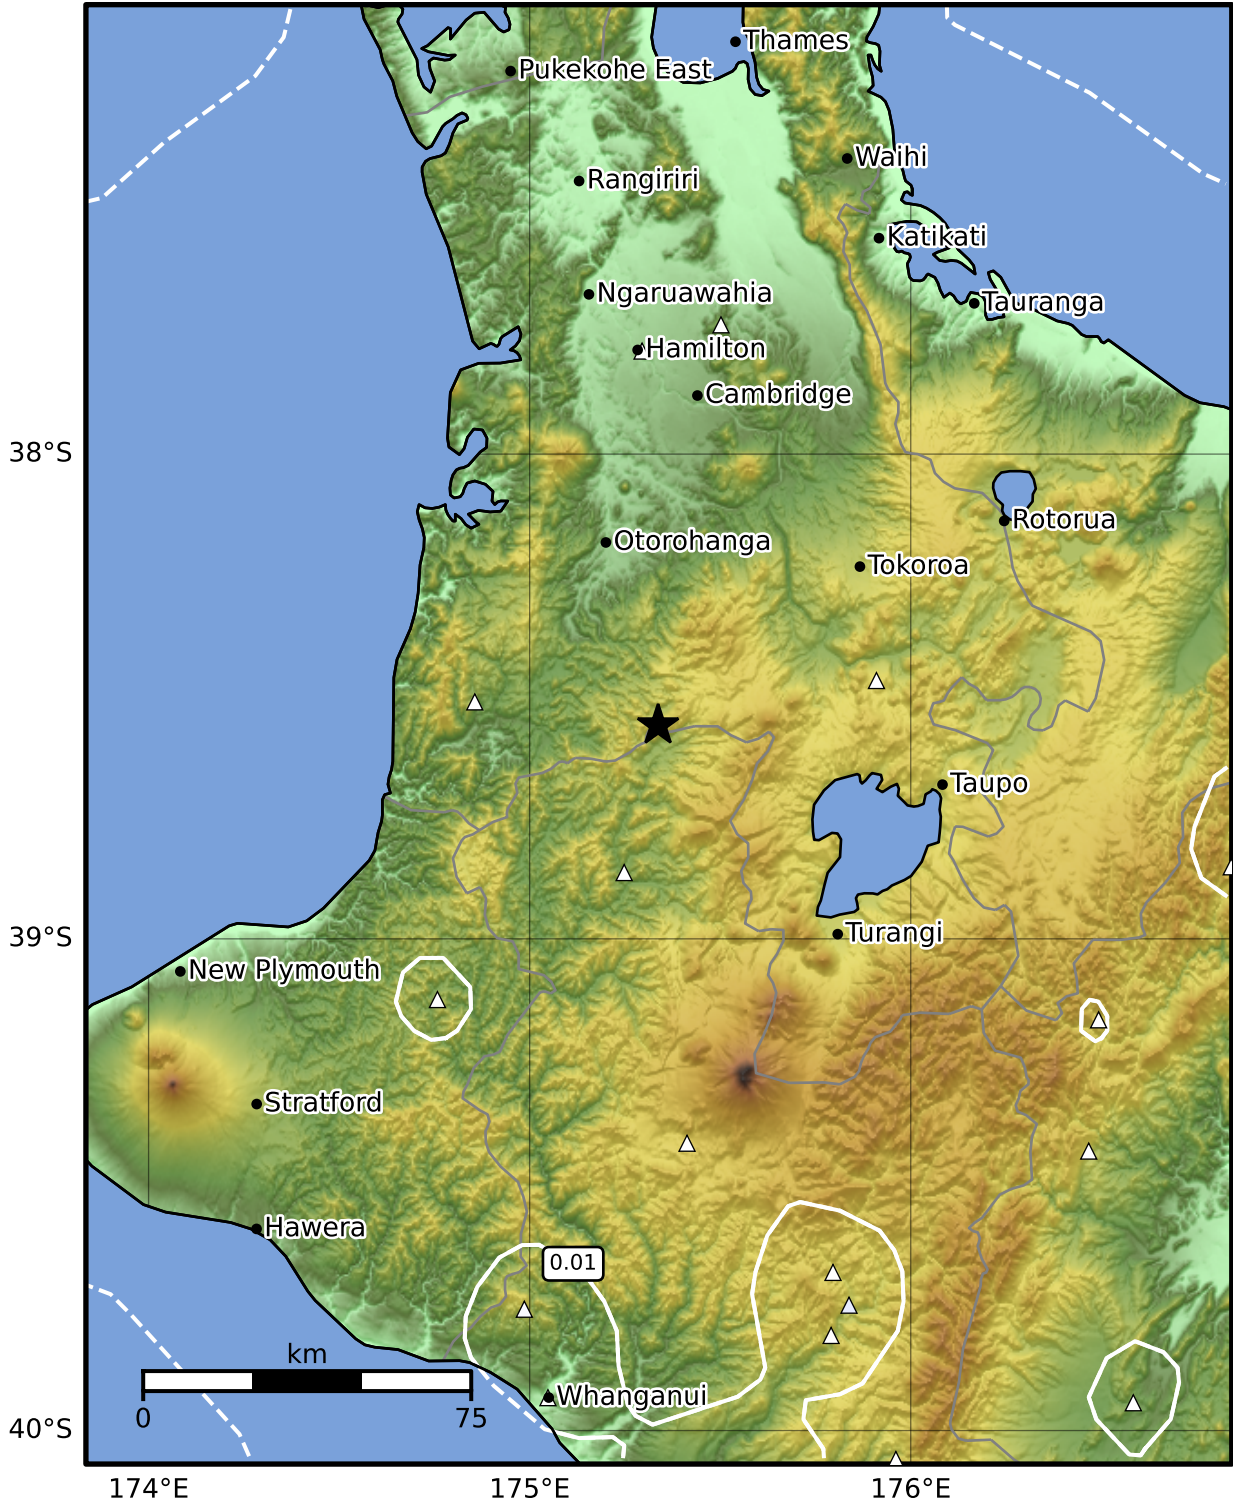 Thames
Pukekohe East
Waihi
Rangiriri
Katikati
Ngaruawahia
Tauranga
Hamilton
Cambridge
38°S
Rotorua
Otorohanga
Tokoroa
Taupo
39°S
Turangi
New Plymouth
Stratford
Hawera
0.01
km
Whanganui
0
75
40°S
174°E
175°E
176°E